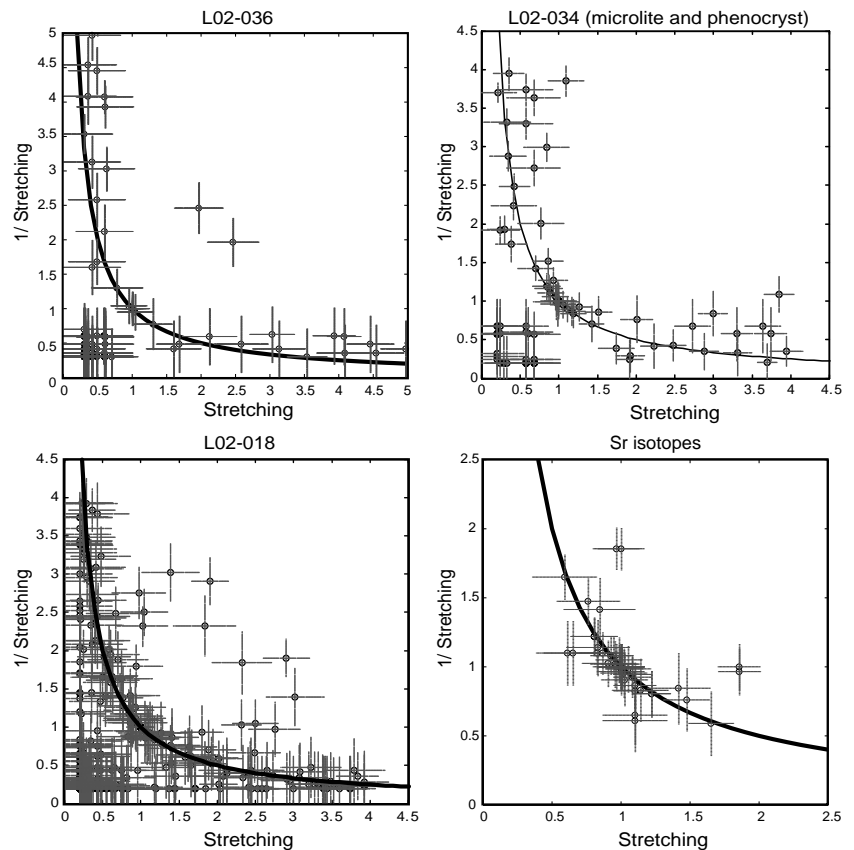 L02-036
5
4.5
4
3.5
3
2.5
2
1.5
1
0.5
0
1/ Stretching
0 0.5 1 1.5 2 2.5 3 3.5 4 4.5 5
Stretching
L02-034 (microlite and phenocryst)
4.5
4
3.5
3
2.5
2
1.5
1
0.5
0
1/ Stretching
0 0.5 1 1.5 2 2.5 3 3.5 4 4.5
Stretching
L02-018
4.5
4
3.5
3
2.5
2
1.5
1
0.5
0
1/ Stretching
0 0.5 1 1.5 2 2.5 3 3.5 4 4.5
Stretching
Sr isotopes
2.5
2
1.5
1
0.5
0
1/ Stretching
0 0.5 1 1.5 2 2.5
Stretching